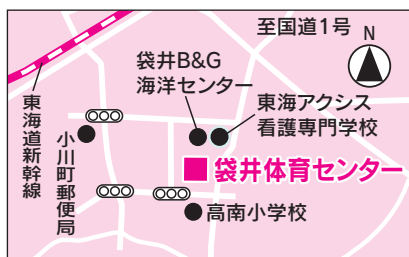 至国道1号
N
袋井B&G
海洋センター
東海アクシス
看護専門学校
東海道新幹線
小川町郵便局
袋井体育センター
高南小学校